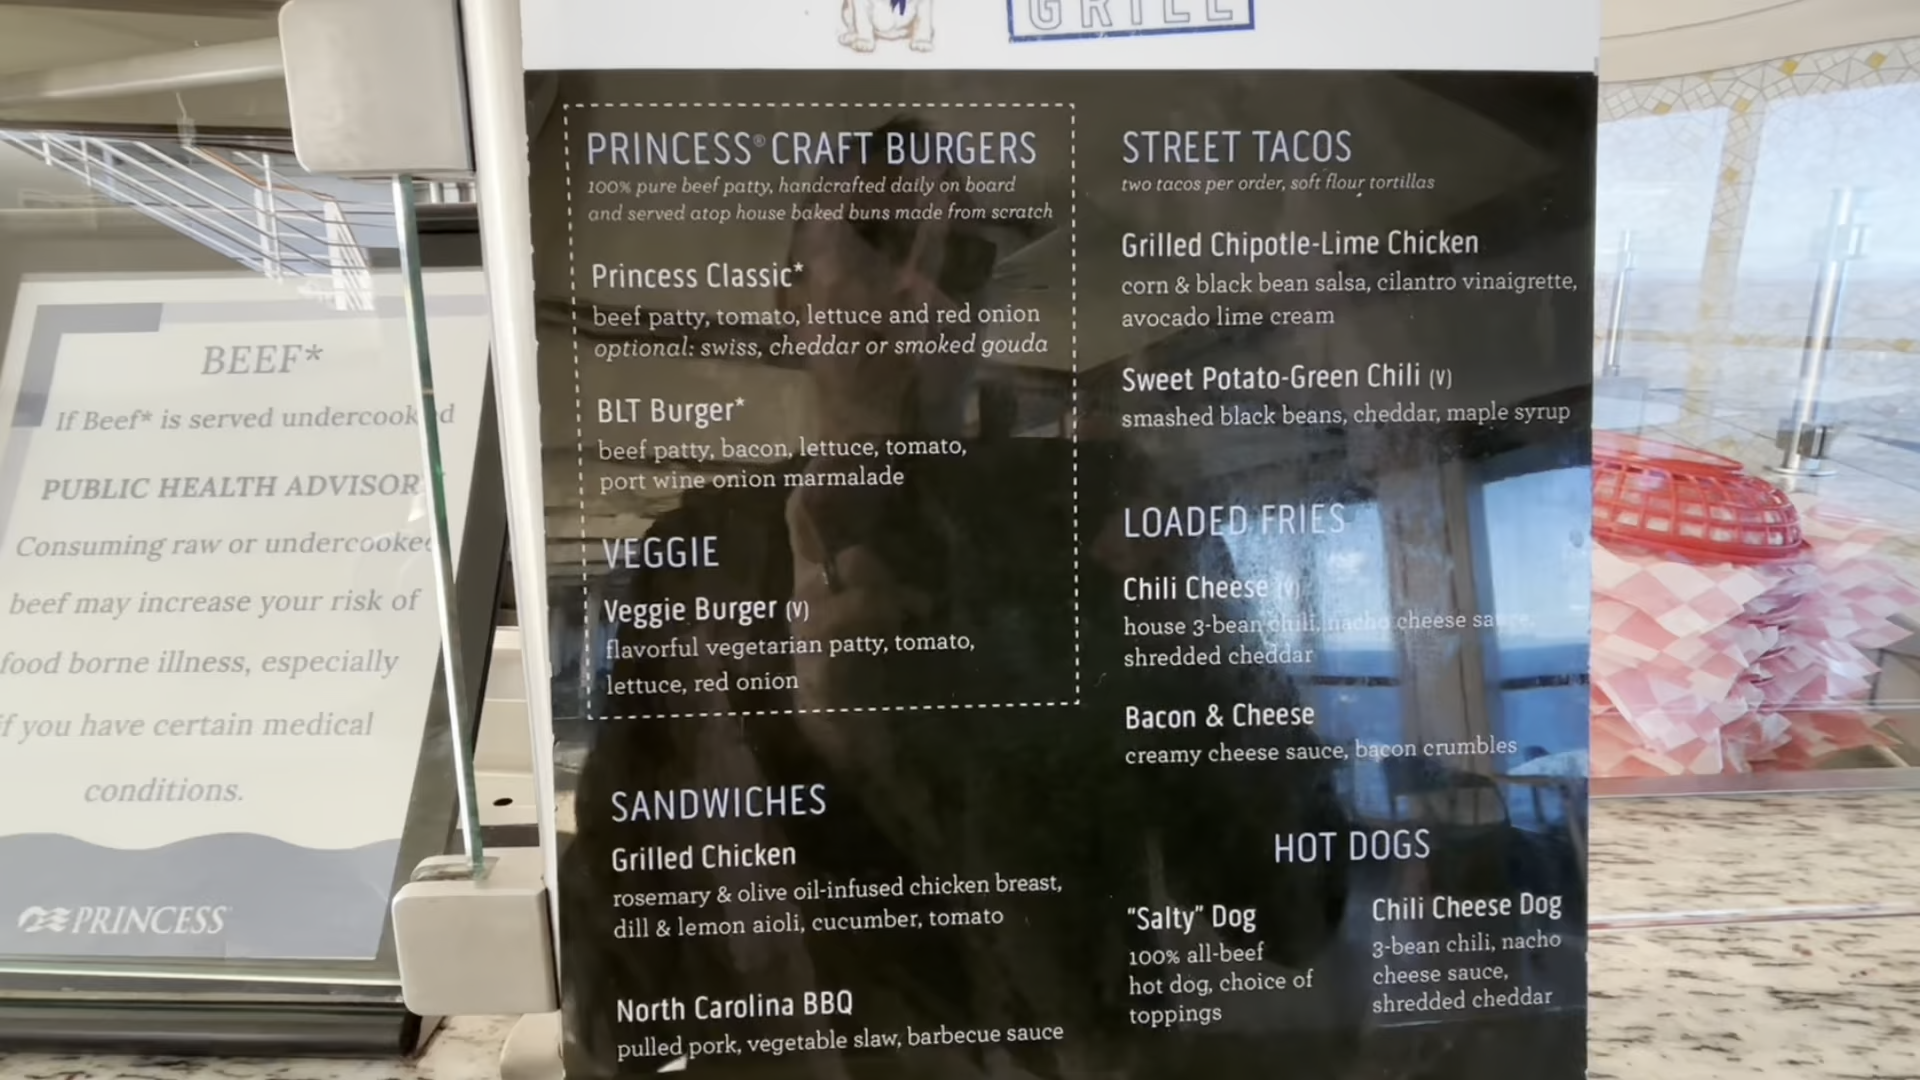 GRILL
PRINCESS® CRAFT BURGERS
100% pure beef patty, handcrafted daily on board
and served atop house baked buns made from scratch
Princess Classic*
beef patty, tomato, lettuce and red onion
optional: swiss, cheddar or smoked gouda
BLT Burger*
beef patty, bacon, lettuce, tomato,
port wine onion marmalade
VEGGIE
Veggie Burger (V)
flavorful vegetarian patty, tomato,
lettuce, red onion
SANDWICHES
Grilled Chicken
rosemary & olive oil-infused chicken breast,
dill & lemon aioli, cucumber, tomato
North Carolina BBQ
pulled pork, vegetable slaw, barbecue sauce
STREET TACOS
two tacos per order, soft flour tortillas
Grilled Chipotle-Lime Chicken
corn & black bean salsa, cilantro vinaigrette,
avocado lime cream
Sweet Potato-Green Chili (V)
smashed black beans, cheddar, maple syrup
LOADED FRIES
Chili Cheese (V)
house 3-bean chili, nacho cheese sauce,
shredded cheddar
Bacon & Cheese
creamy cheese sauce, bacon crumbles
HOT DOGS
“Salty” Dog
100% all-beef
hot dog, choice of
toppings
Chili Cheese Dog
3-bean chili, nacho
cheese sauce,
shredded cheddar
BEEF*
If Beef* is served undercooked
PUBLIC HEALTH ADVISOR
Consuming raw or undercooked
beef may increase your risk of
food borne illness, especially
if you have certain medical
conditions.
PRINCESS